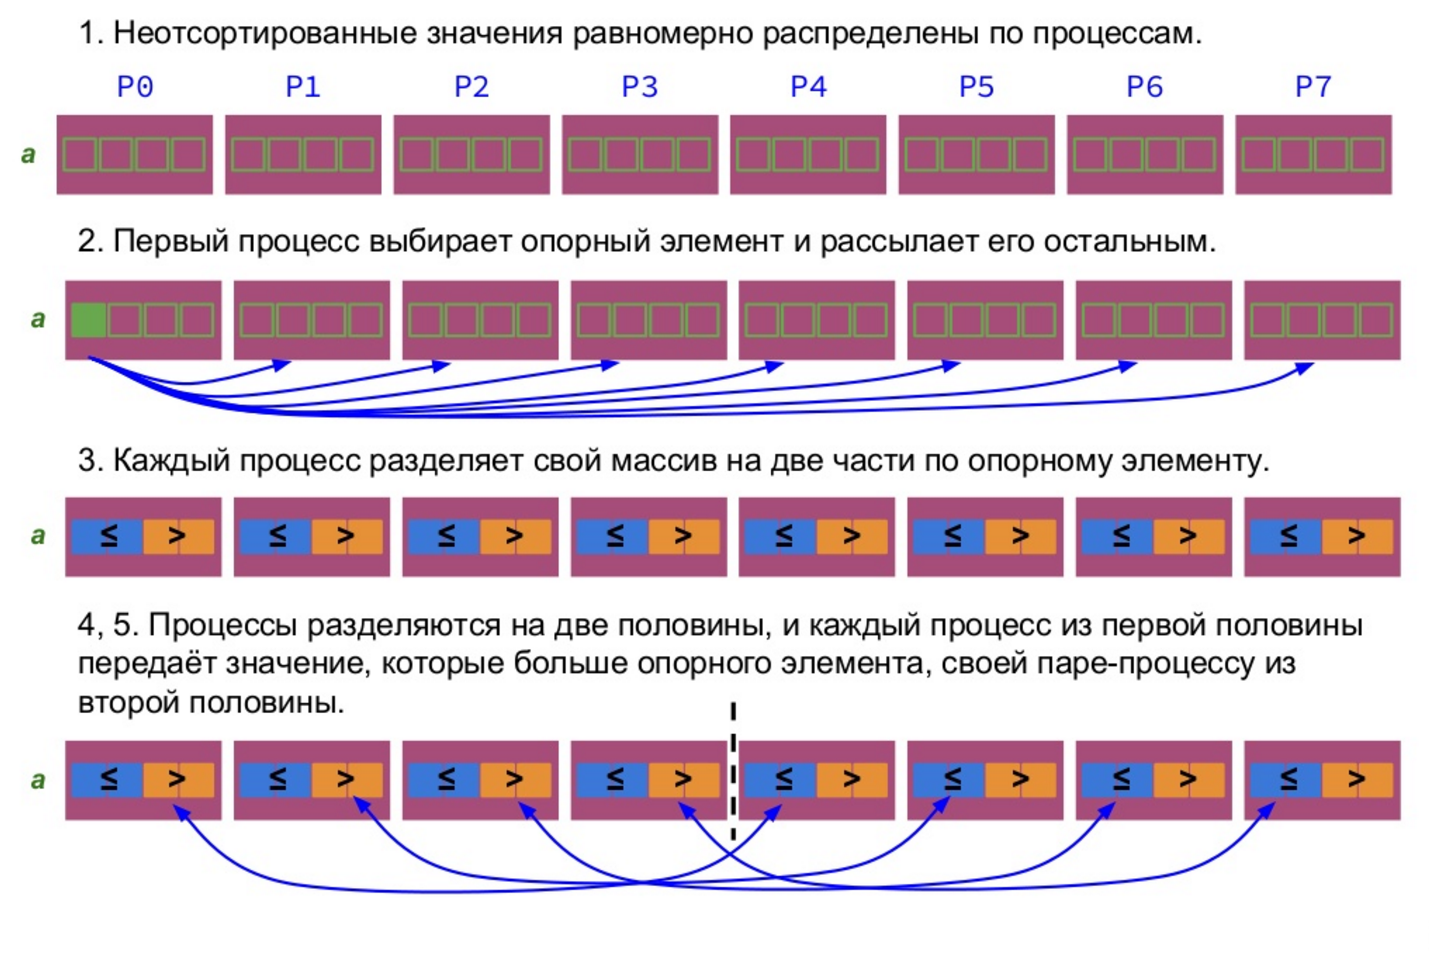 1. Неотсортированные значения равномерно распределены по процессам.
P0 P1 P2 P3 P4 P5 P6 P7
a
2. Первый процесс выбирает опорный элемент и рассылает его остальным.
a
3. Каждый процесс разделяет свой массив на две части по опорному элементу.
a ≤ > ≤ > ≤ > ≤ > ≤ > ≤ > ≤ > ≤ >
4, 5. Процессы разделяются на две половины, и каждый процесс из первой половины
передаёт значение, которые больше опорного элемента, своей паре-процессу из
второй половины.
a ≤ > ≤ > ≤ > ≤ > ≤ > ≤ > ≤ > ≤ >